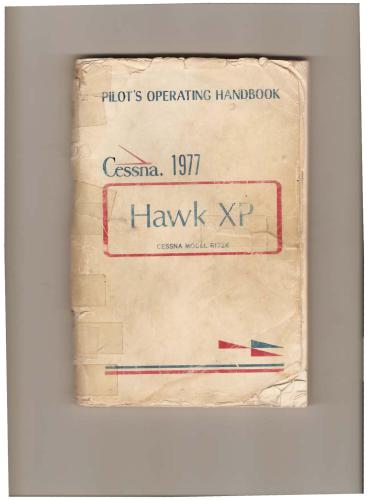 PILOT'S OPERATING HANDBOOK
Cessna. 1977
Hawk XP
CESSNA MODEL R172K